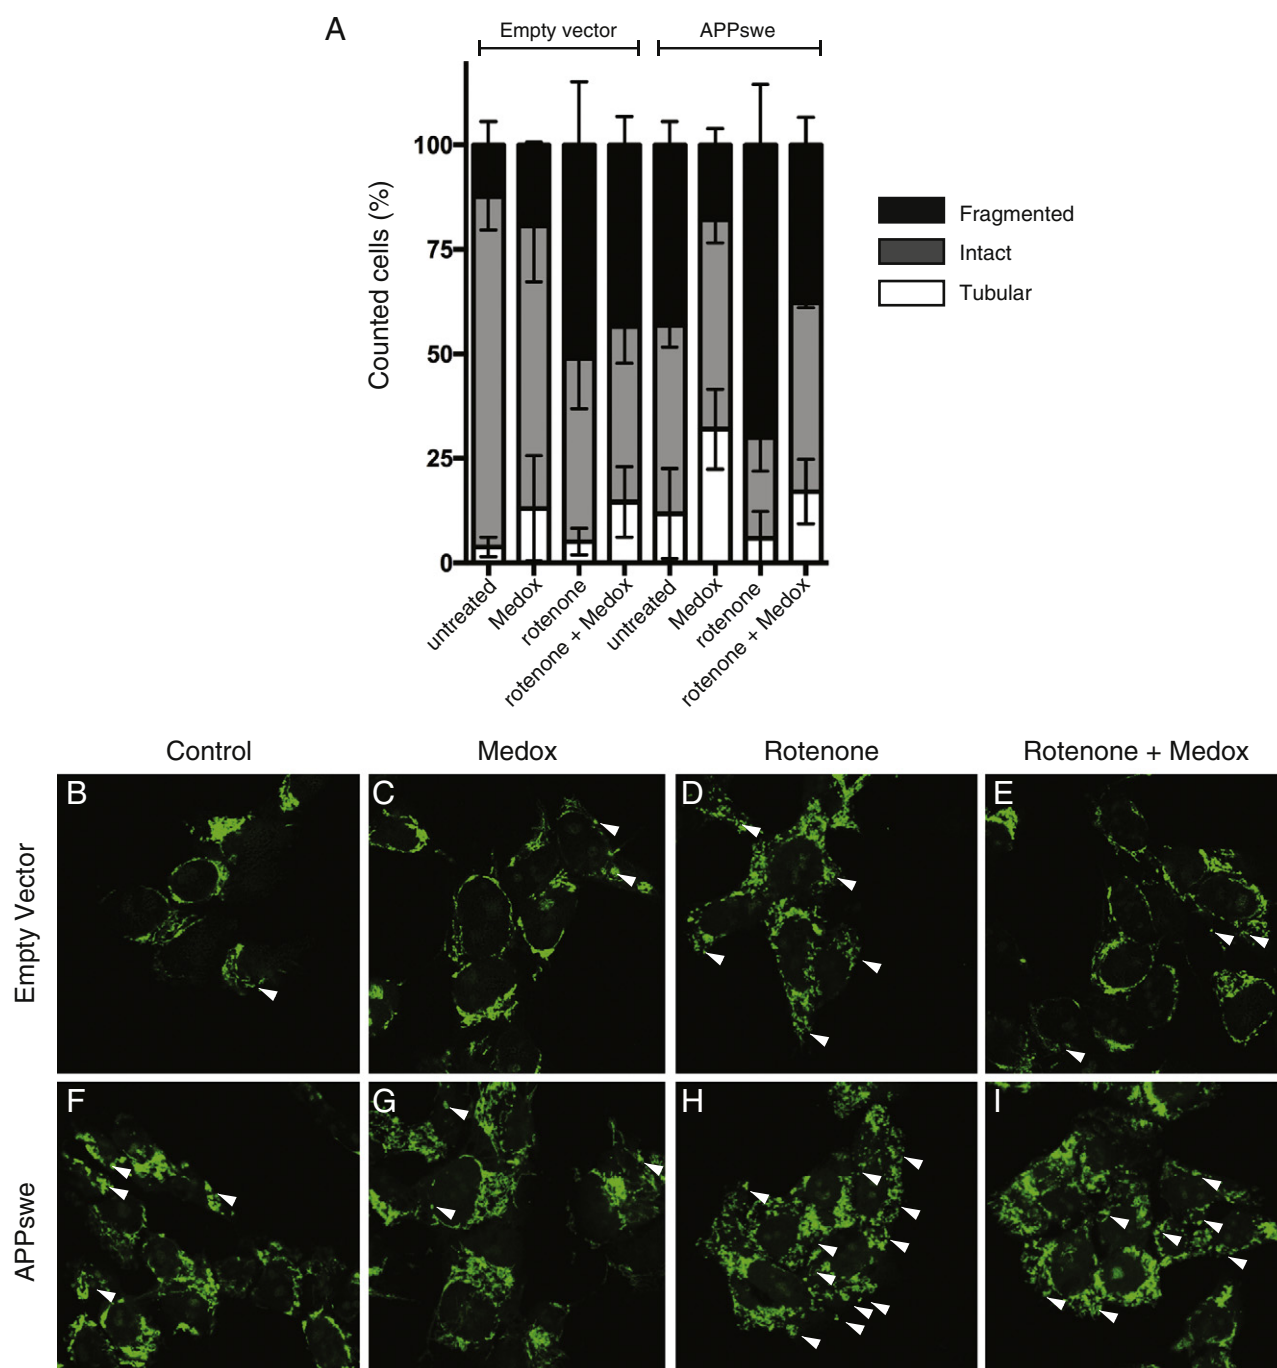 A
Empty vector
APPswe
Counted cells (%)
100
75
50
25
0
Fragmented
Intact
Tubular
untreated
Medox
rotenone
rotenone + Medox
untreated
Medox
rotenone
rotenone + Medox
Control
Medox
Rotenone
Rotenone + Medox
Empty Vector
B
C
D
E
APPswe
F
G
H
I